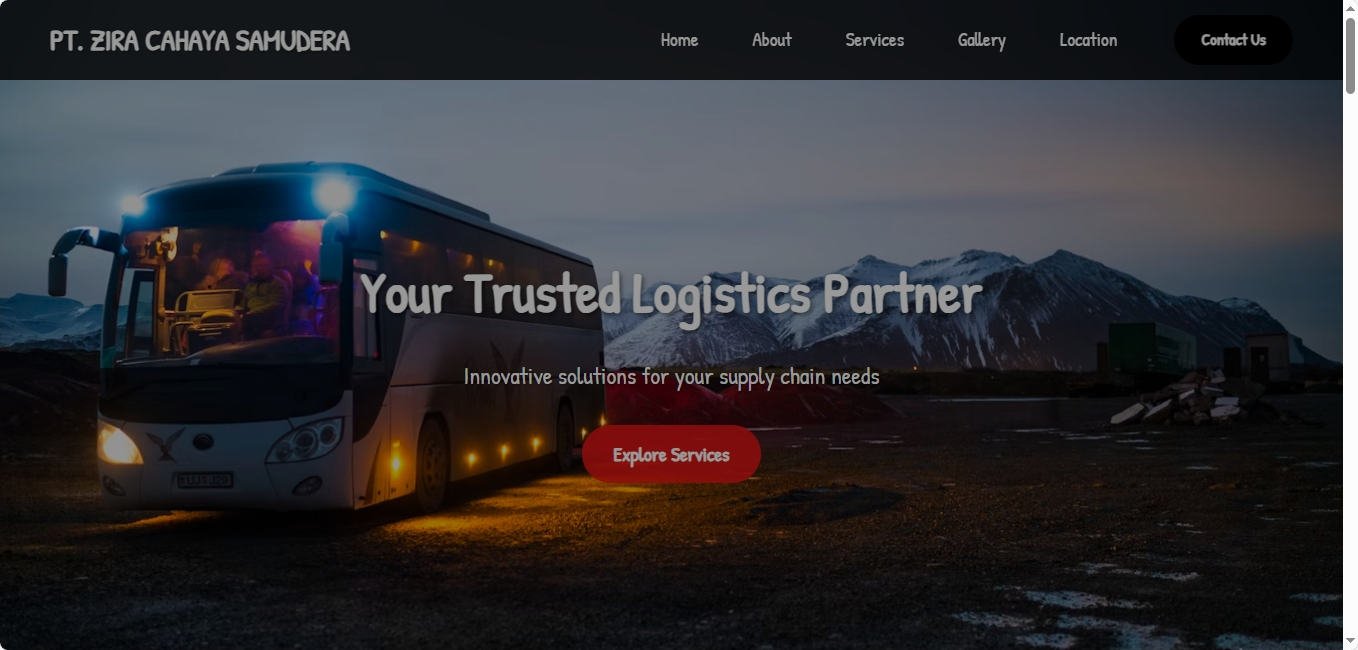 PT. ZIRA CAHAYA SAMUDERA
Home
About
Services
Gallery
Location
Contact Us
Your Trusted Logistics Partner
Innovative solutions for your supply chain needs
Explore Services